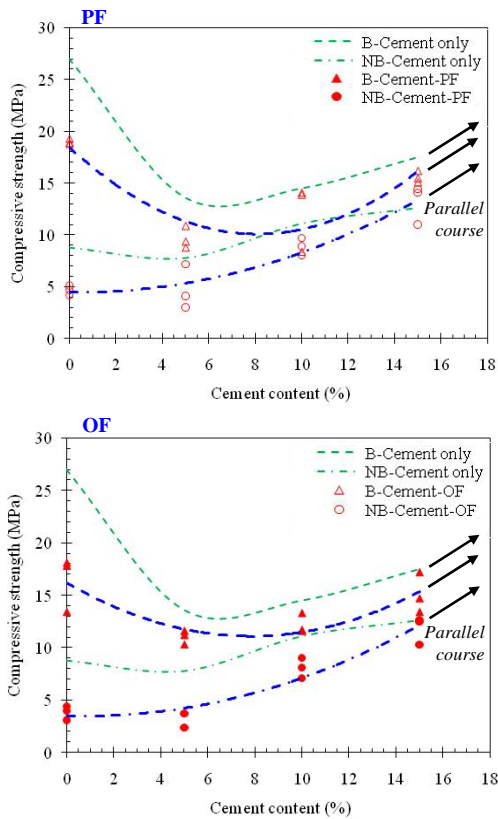 PF
30
25
20
15
10
5
0
Compressive strength (MPa)
B-Cement only
NB-Cement only
B-Cement-PF
NB-Cement-PF
Parallel
course
0 2 4 6 8 10 12 14 16 18
Cement content (%)
OF
30
25
20
15
10
5
0
Compressive strength (MPa)
B-Cement only
NB-Cement only
B-Cement-OF
NB-Cement-OF
Parallel
course
0 2 4 6 8 10 12 14 16 18
Cement content (%)